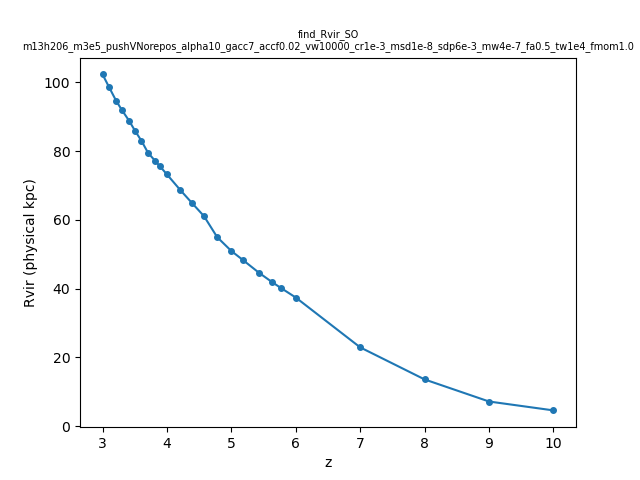 find_Rvir_SO
m13h206_m3e5_pushVNorepos_alpha10_gacc7_accf0.02_vw10000_cr1e-3_msd1e-8_sdp6e-3_mw4e-7_fa0.5_tw1e4_fmom1.0
100
80
60
40
20
0
Rvir (physical kpc)
3 4 5 6 7 8 9 10
z